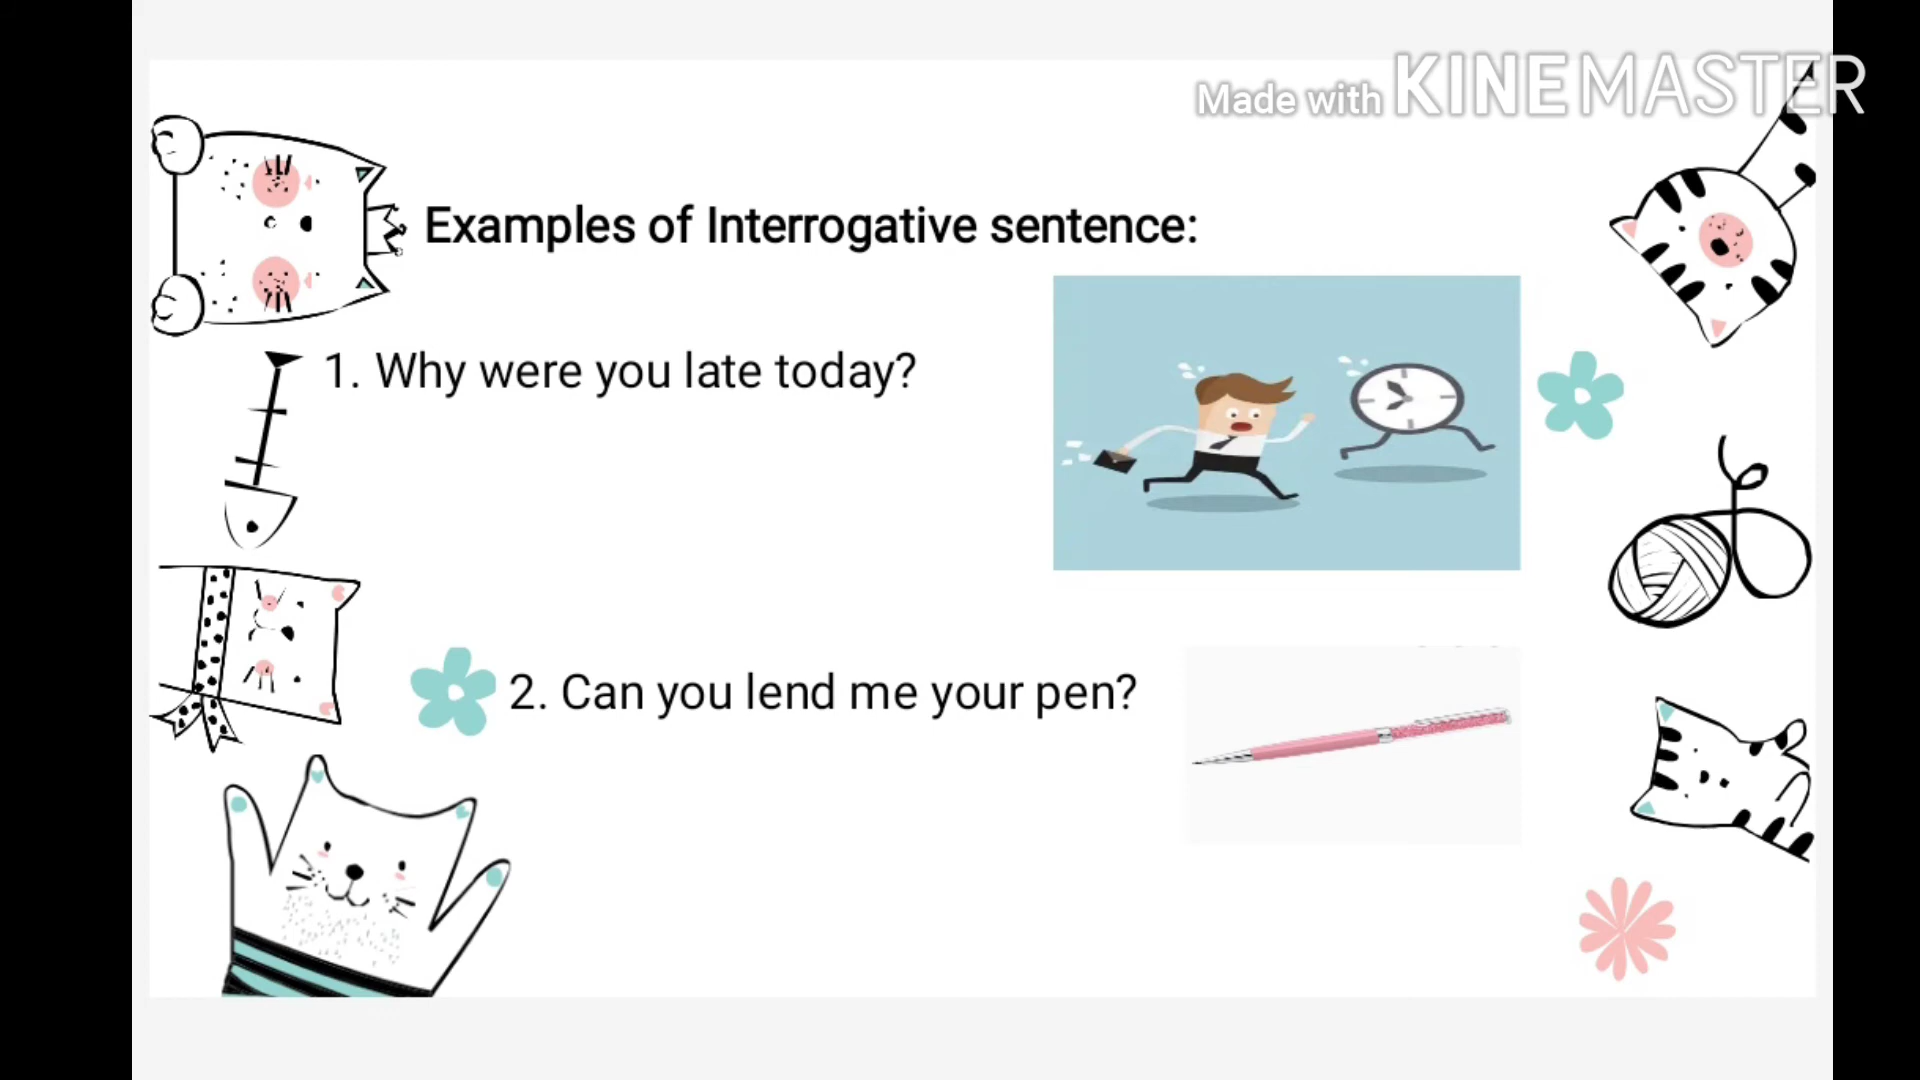 Made with KINEMASTER
Examples of Interrogative sentence:
1. Why were you late today?
2. Can you lend me your pen?